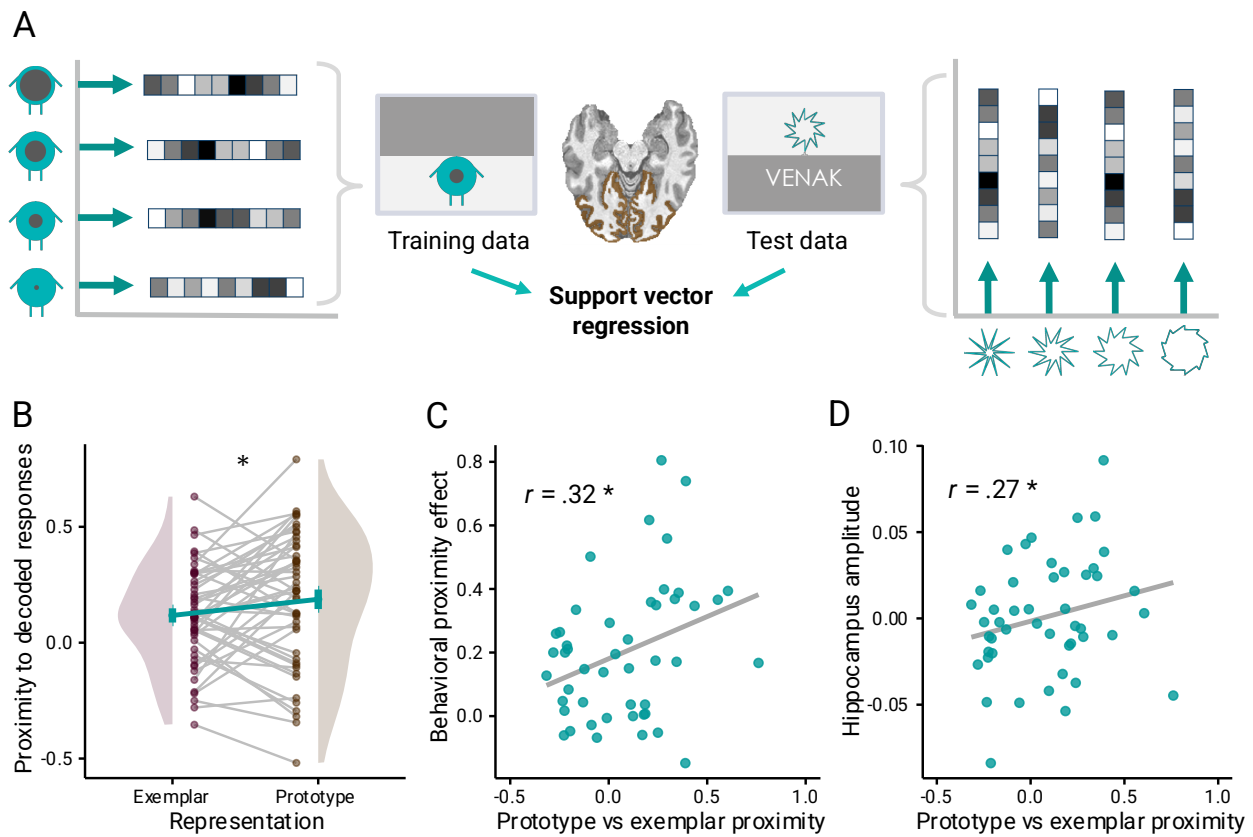 A
VENAK
Training data
Test data
Support vector
regression
B
Proximity to decoded responses
0.5
0.0
-0.5
*
Exemplar
Prototype
Representation
C
Behavioral proximity effect
0.8
0.6
0.4
0.2
0.0
r = .32 *
-0.5
0.0
0.5
1.0
Prototype vs exemplar proximity
D
Hippocampus amplitude
0.10
0.05
0.00
-0.05
r = .27 *
-0.5
0.0
0.5
1.0
Prototype vs exemplar proximity